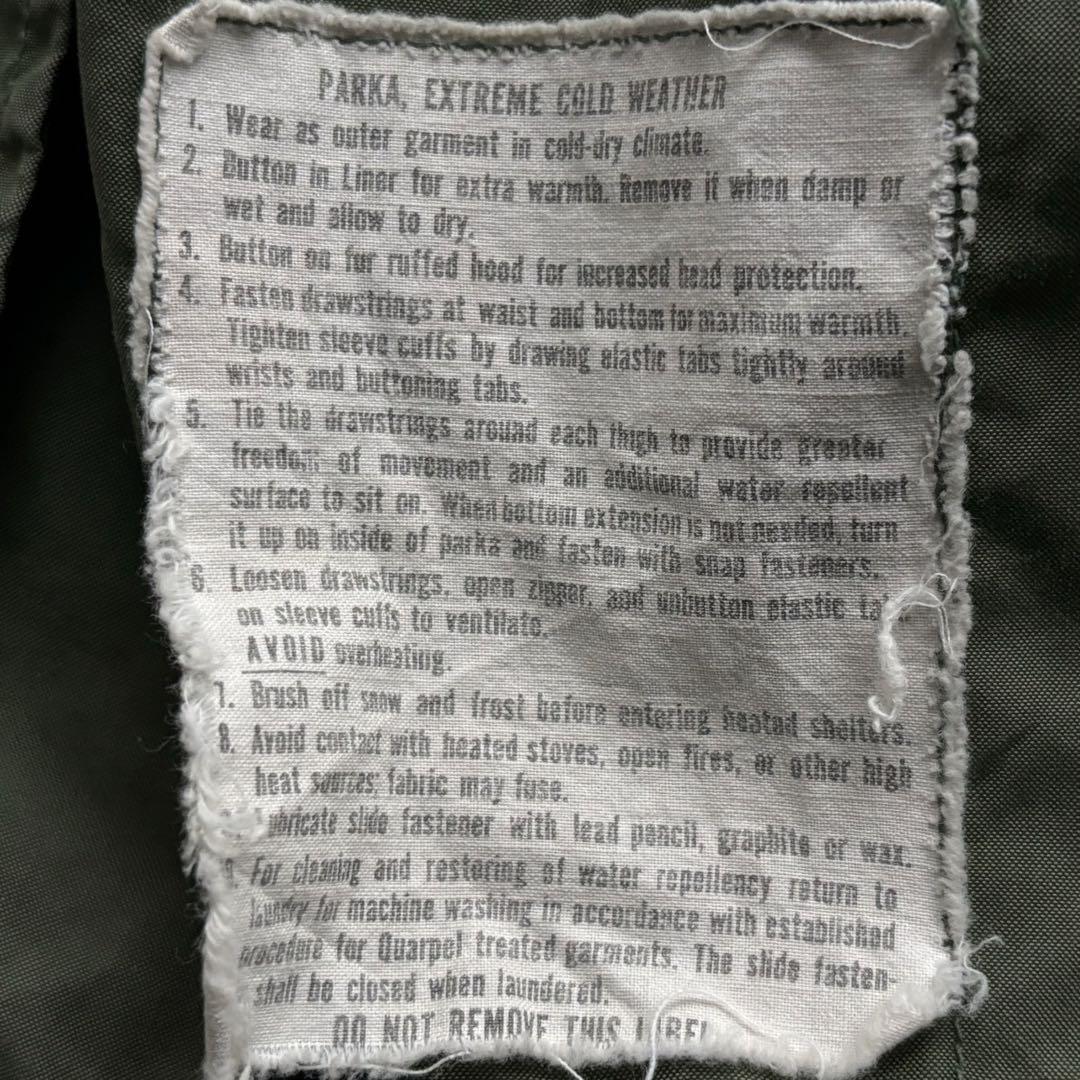 PARKA, EXTREME COLD WEATHER
1. Wear as outer garment in cold-dry climate.
2. Button in Liner for extra warmth. Remove it when damp or
wet and allow to dry.
3. Button on fur ruffed hood for increased head protection.
4. Fasten drawstrings at waist and bottom for maximum warmth.
Tighten sleeve cuffs by drawing elastic tabs tightly around
wrists and buttoning tabs.
5. Tie the drawstrings around each thigh to provide greater
freedom of movement and an additional water repellent
surface to sit on. When bottom extension is not needed, turn
it up on inside of parka and fasten with snap fasteners.
6. Loosen drawstrings, open zipper, and unbutton elastic
on sleeve cuffs to ventilate.
AVOID overheating.
7. Brush off snow and frost before entering heated shelters.
8. Avoid contact with heated stoves, open fires, or other high
heat sources; fabric may fuse.
Lubricate slide fastener with lead pencil, graphite or wax.
For cleaning and restoring of water repellency return to
laundry for machine washing in accordance with established
procedure for Quarpel treated garments. The slide fasten-
shall be closed when laundered.
DO NOT REMOVE THIS LABEL